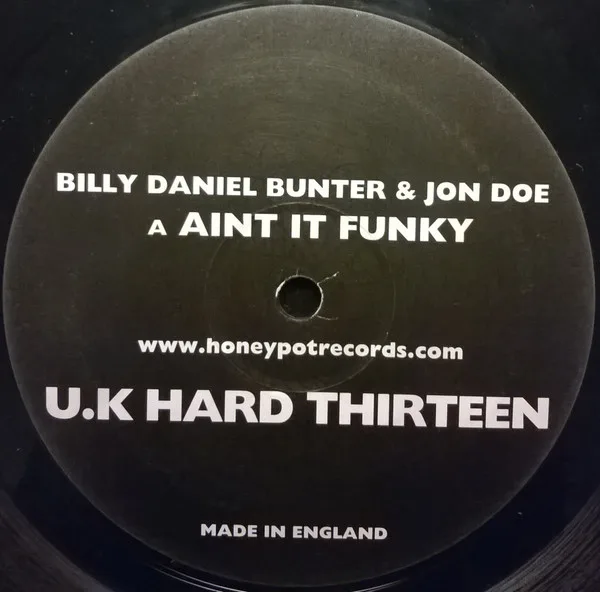 BILLY DANIEL BUNTER & JON DOE
A AINT IT FUNKY
www.honeypotrecords.com
U.K HARD THIRTEEN
MADE IN ENGLAND